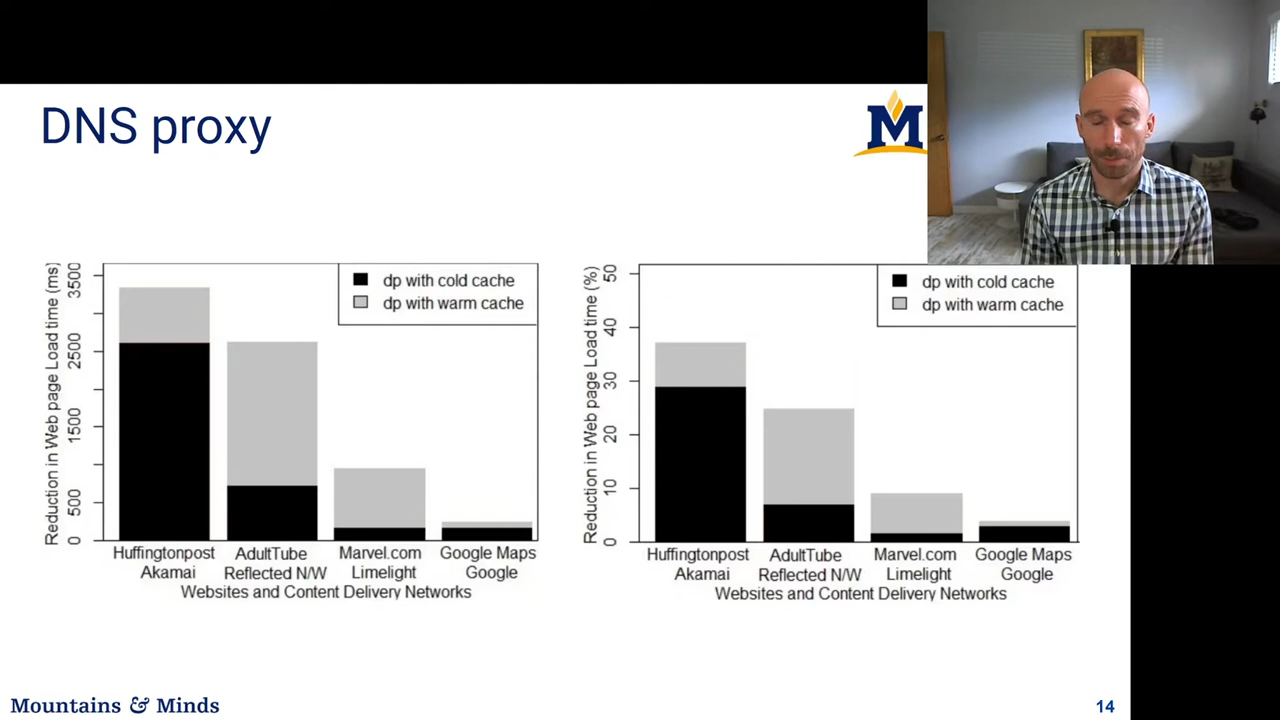 DNS proxy
M
Reduction in Web page Load time (ms)
3500
2500
1500
500
0
dp with cold cache
dp with warm cache
Huffingtonpost
Akamai
AdultTube
Reflected N/W
Marvel.com
Limelight
Google Maps
Google
Websites and Content Delivery Networks
Reduction in Web page Load time (%)
50
40
30
20
10
0
dp with cold cache
dp with warm cache
Huffingtonpost
Akamai
AdultTube
Reflected N/W
Marvel.com
Limelight
Google Maps
Google
Websites and Content Delivery Networks
Mountains & Minds
14